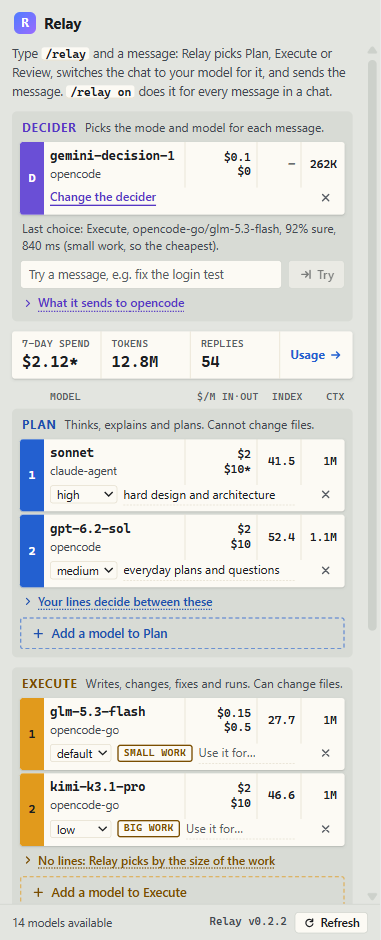 R Relay
Type /relay and a message: Relay picks Plan, Execute or
Review, switches the chat to your model for it, and sends the
message. /relay on does it for every message in a chat.
DECIDER Picks the mode and model for each message.
D
gemini-decision-1 $0.1 – 262K
opencode $0
Change the decider ×
Last choice: Execute, opencode-go/glm-5.3-flash, 92% sure,
840 ms (small work, so the cheapest).
Try a message, e.g. fix the login test Try
What it sends to opencode
7-DAY SPEND TOKENS REPLIES
$2.12* 12.8M 54 Usage →
MODEL $/M IN·OUT INDEX CTX
PLAN Thinks, explains and plans. Cannot change files.
1
sonnet $2 41.5 1M
claude-agent $10*
high hard design and architecture ×
2
gpt-6.2-sol $2 52.4 1.1M
opencode $10
medium everyday plans and questions ×
Your lines decide between these
+ Add a model to Plan
EXECUTE Writes, changes, fixes and runs. Can change files.
1
glm-5.3-flash $0.15 27.7 1M
opencode-go $0.5
default SMALL WORK Use it for... ×
2
kimi-k3.1-pro $2 46.6 1M
opencode-go $10
low BIG WORK Use it for... ×
No lines: Relay picks by the size of the work
+ Add a model to Execute
14 models available Relay v0.2.2 Refresh